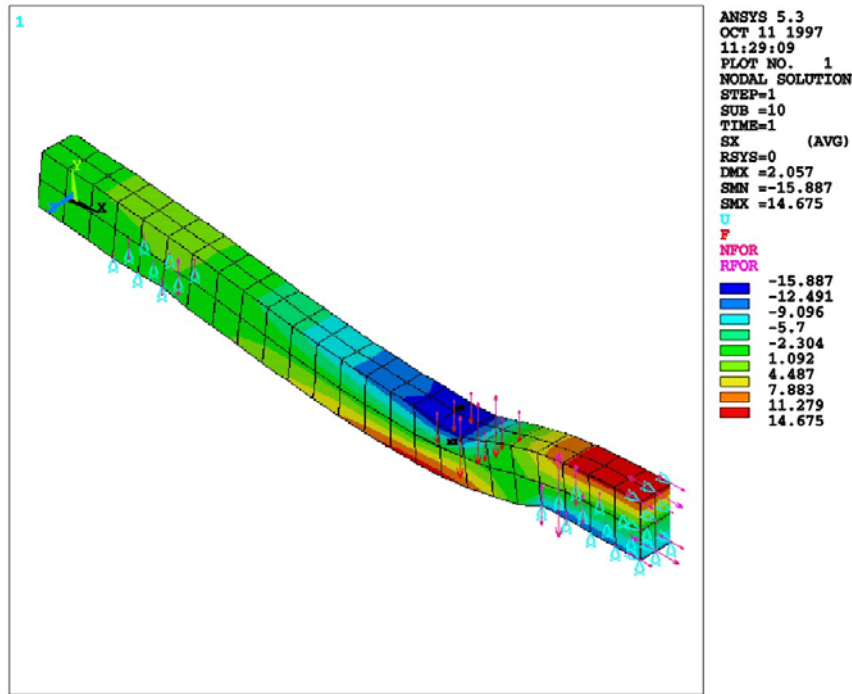 1
ANSYS 5.3
OCT 11 1997
11:29:09
PLOT NO. 1
NODAL SOLUTION
STEP=1
SUB =10
TIME=1
SX (AVG)
RSYS=0
DMX =2.057
SMN =-15.887
SMX =14.675
U
F
NFOR
RFOR
-15.887
-12.491
-9.096
-5.7
-2.304
1.092
4.487
7.883
11.279
14.675
Y
X
MX